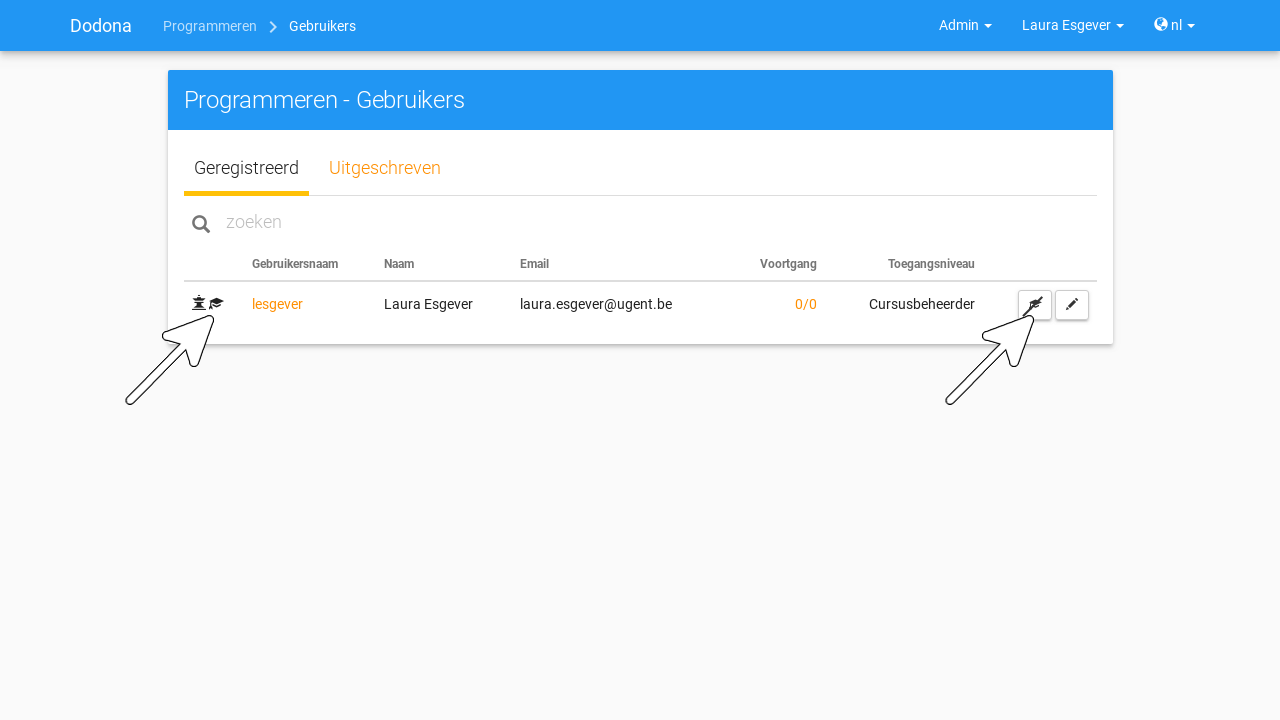 Dodona Programmeren Gebruikers Admin Laura Esgever nl
Programmeren - Gebruikers
Geregistreerd Uitgeschreven
zoeken
Gebruikersnaam Naam Email Voortgang Toegangsniveau
lesgever Laura Esgever laura.esgever@ugent.be 0/0 Cursusbeheerder